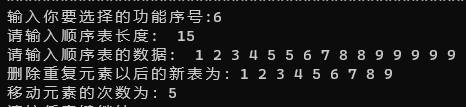 输入你要选择的功能序号:6
请输入顺序表长度: 15
请输入顺序表的数据: 1 2 3 4 5 5 6 7 8 8 9 9 9 9 9
删除重复元素以后的新表为: 1 2 3 4 5 6 7 8 9
移动元素的次数为: 5